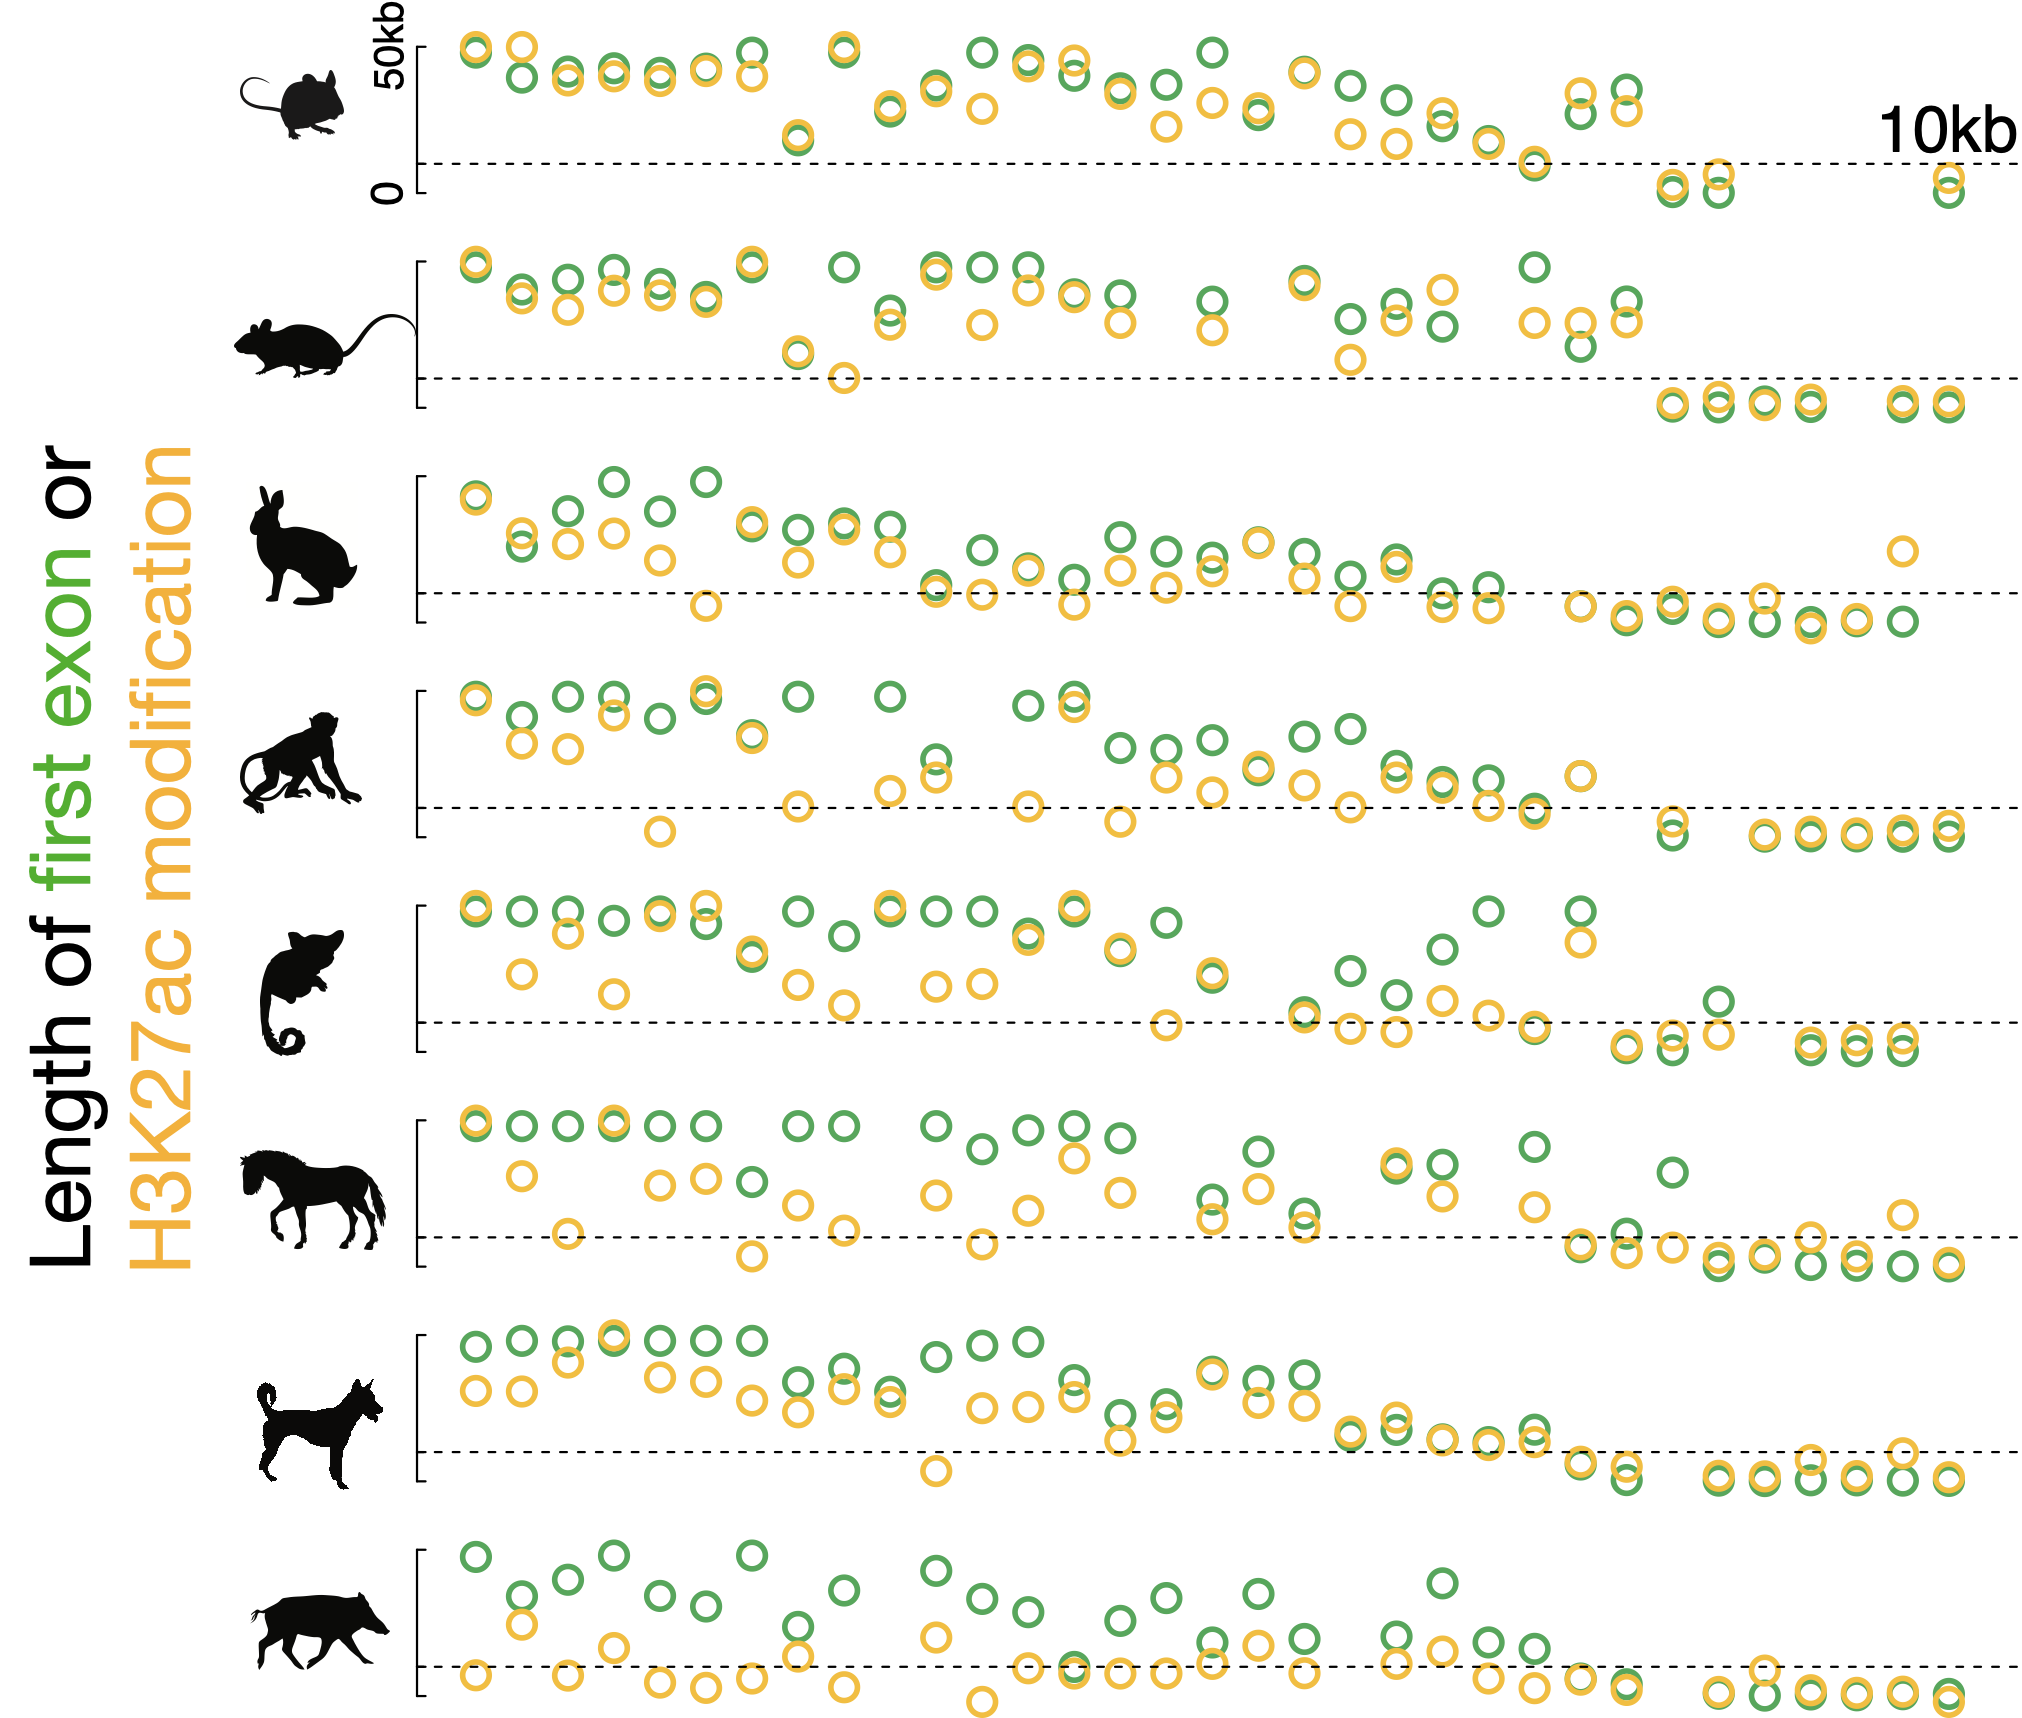 Length of first exon or
H3K27ac modification
50kb
0
10kb